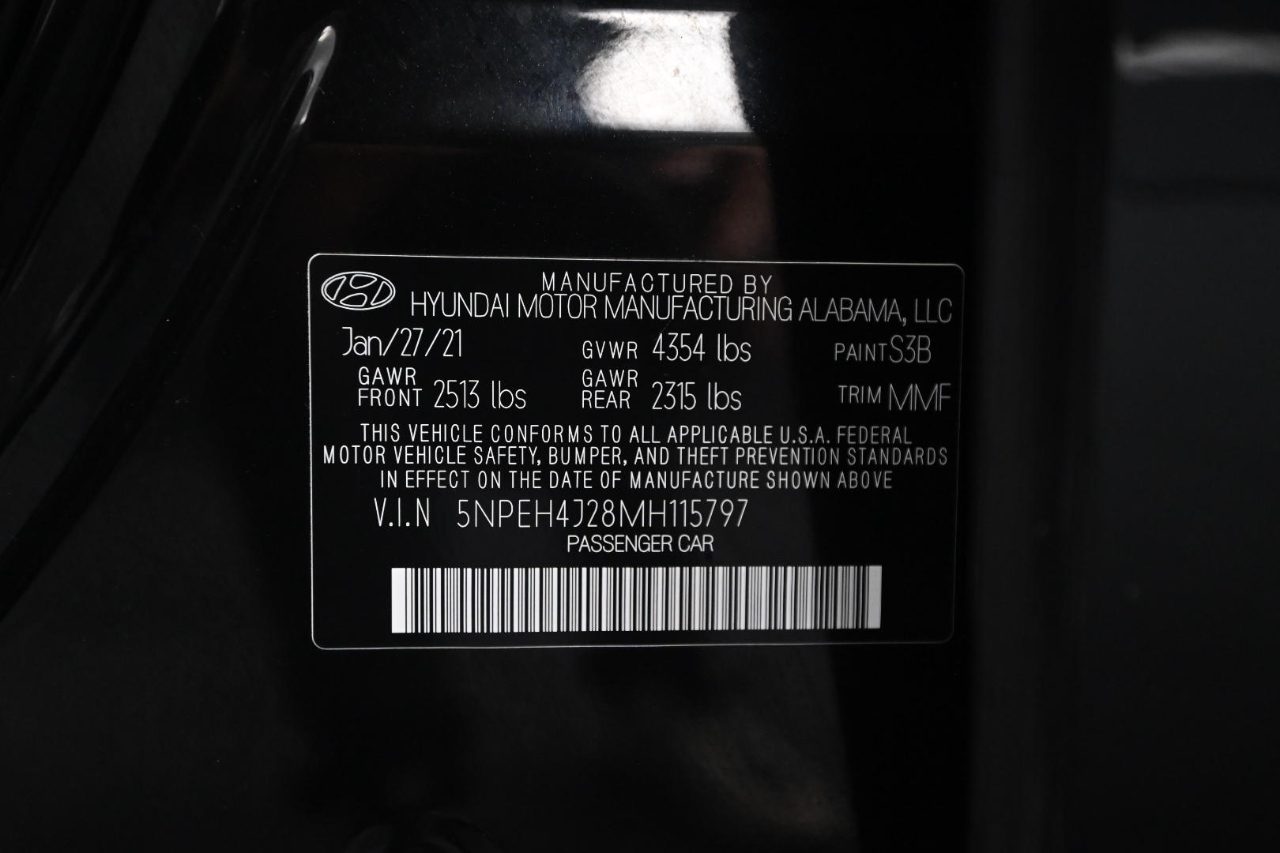 MANUFACTURED BY
HYUNDAI MOTOR MANUFACTURING ALABAMA, LLC
Jan/27/21 GVWR 4354 lbs PAINT S3B
GAWR FRONT 2513 lbs GAWR REAR 2315 lbs TRIM MMF
THIS VEHICLE CONFORMS TO ALL APPLICABLE U.S.A. FEDERAL
MOTOR VEHICLE SAFETY, BUMPER, AND THEFT PREVENTION STANDARDS
IN EFFECT ON THE DATE OF MANUFACTURE SHOWN ABOVE
V.I.N 5NPEH4J28MH115797
PASSENGER CAR